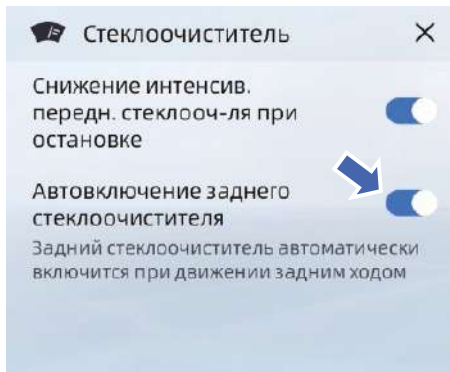 Стеклоочиститель
Снижение интенсив.
передн. стеклооч-ля при
остановке
Автовключение заднего
стеклоочистителя
Задний стеклоочиститель автоматически
включится при движении задним ходом